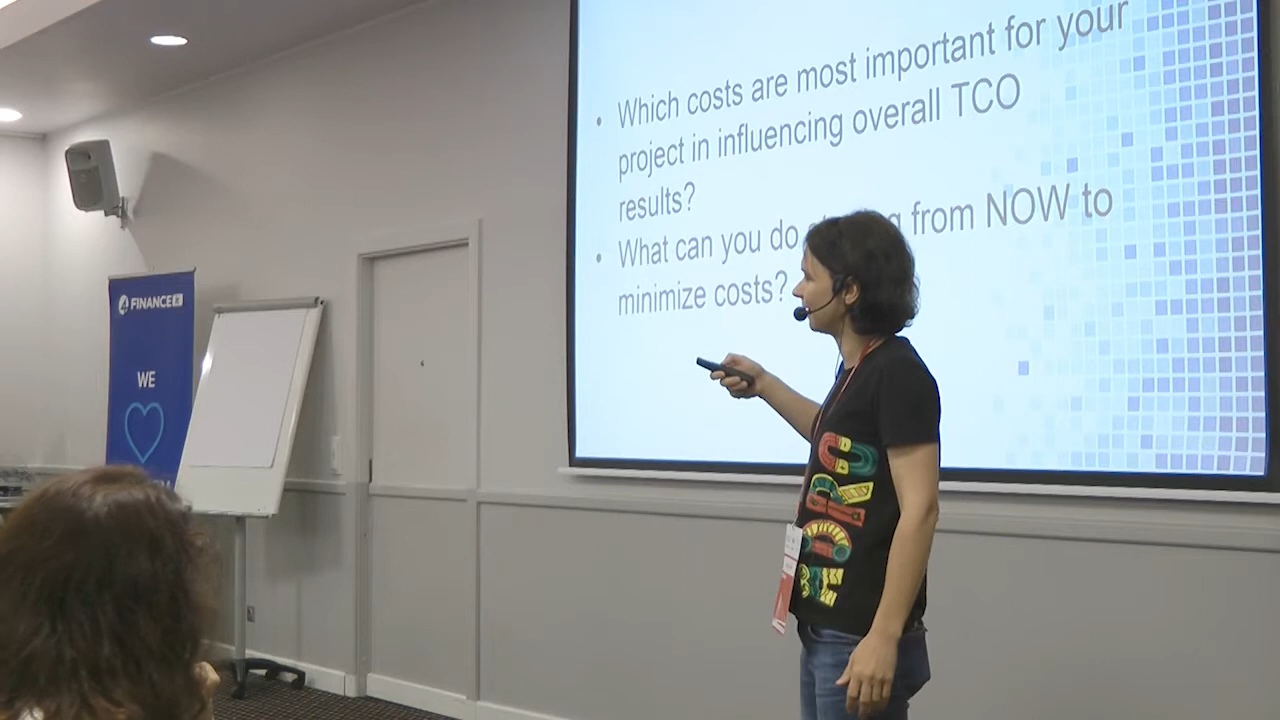 Which costs are most important for your
project in influencing overall TCO
results?
What can you do from NOW to
minimize costs?
FINANCE
WE